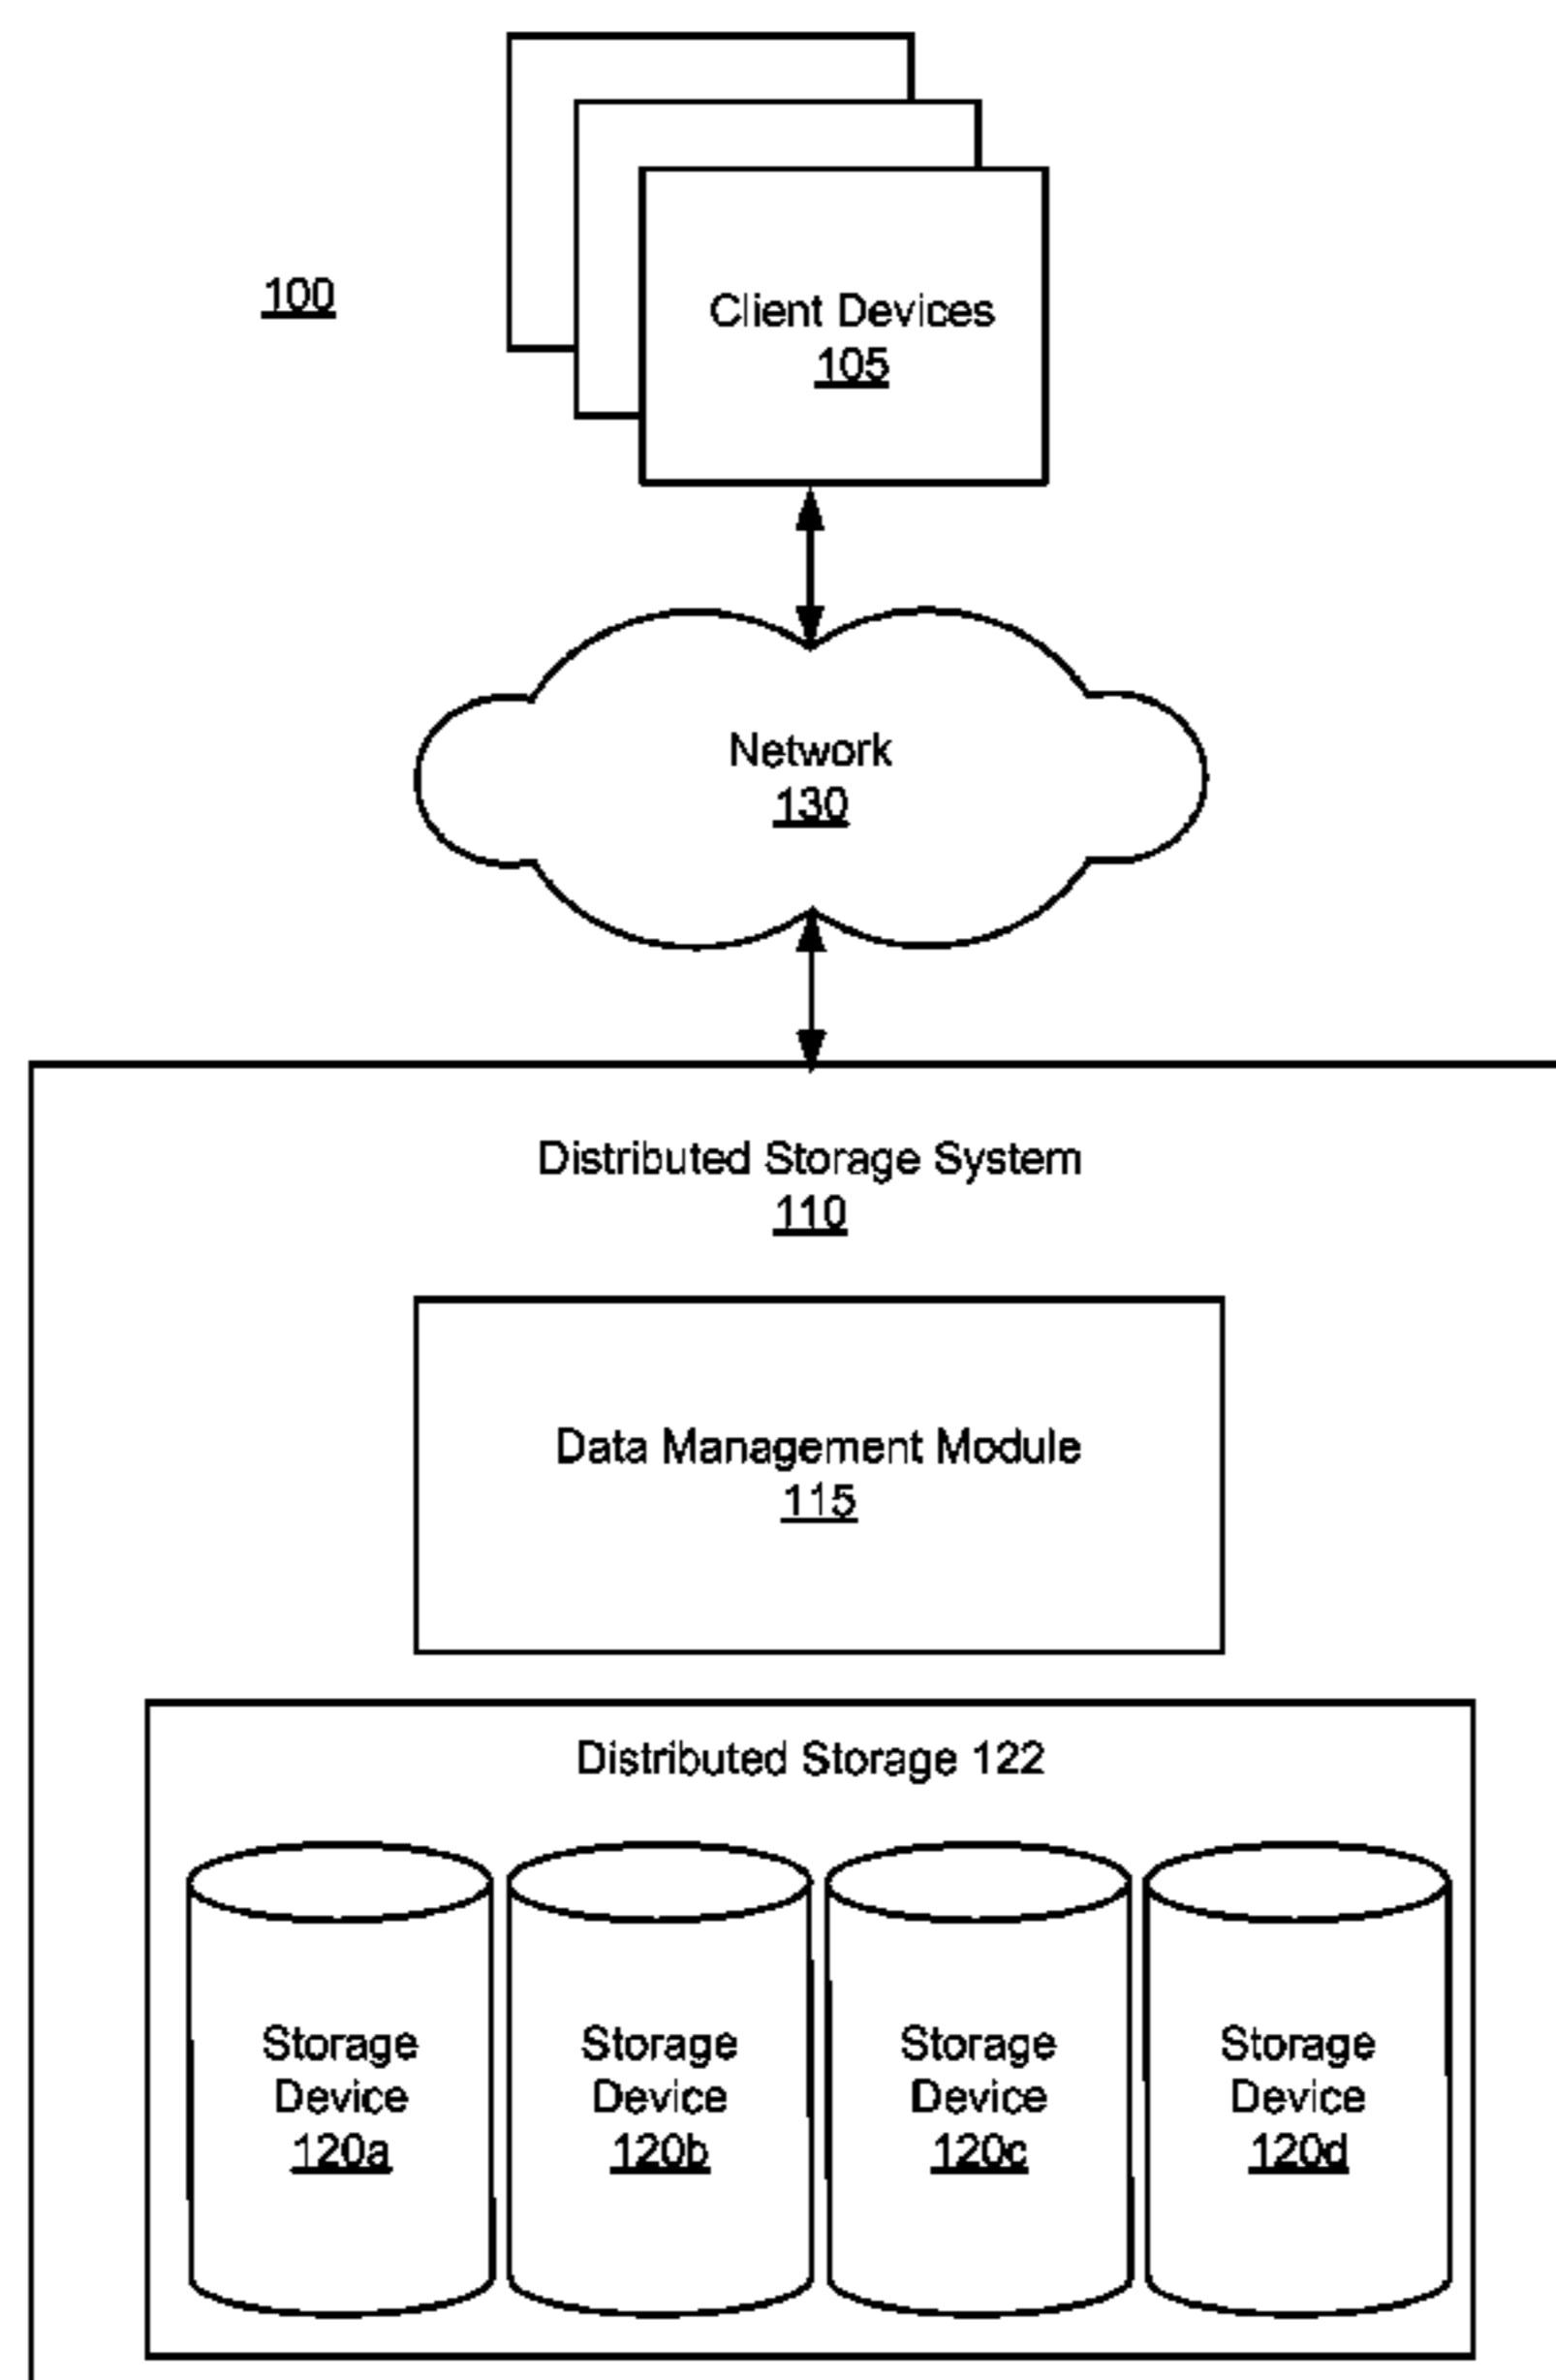 100
Client Devices
105
Network
130
Distributed Storage System
110
Data Management Module
115
Distributed Storage 122
Storage
Device
120a
Storage
Device
120b
Storage
Device
120c
Storage
Device
120d